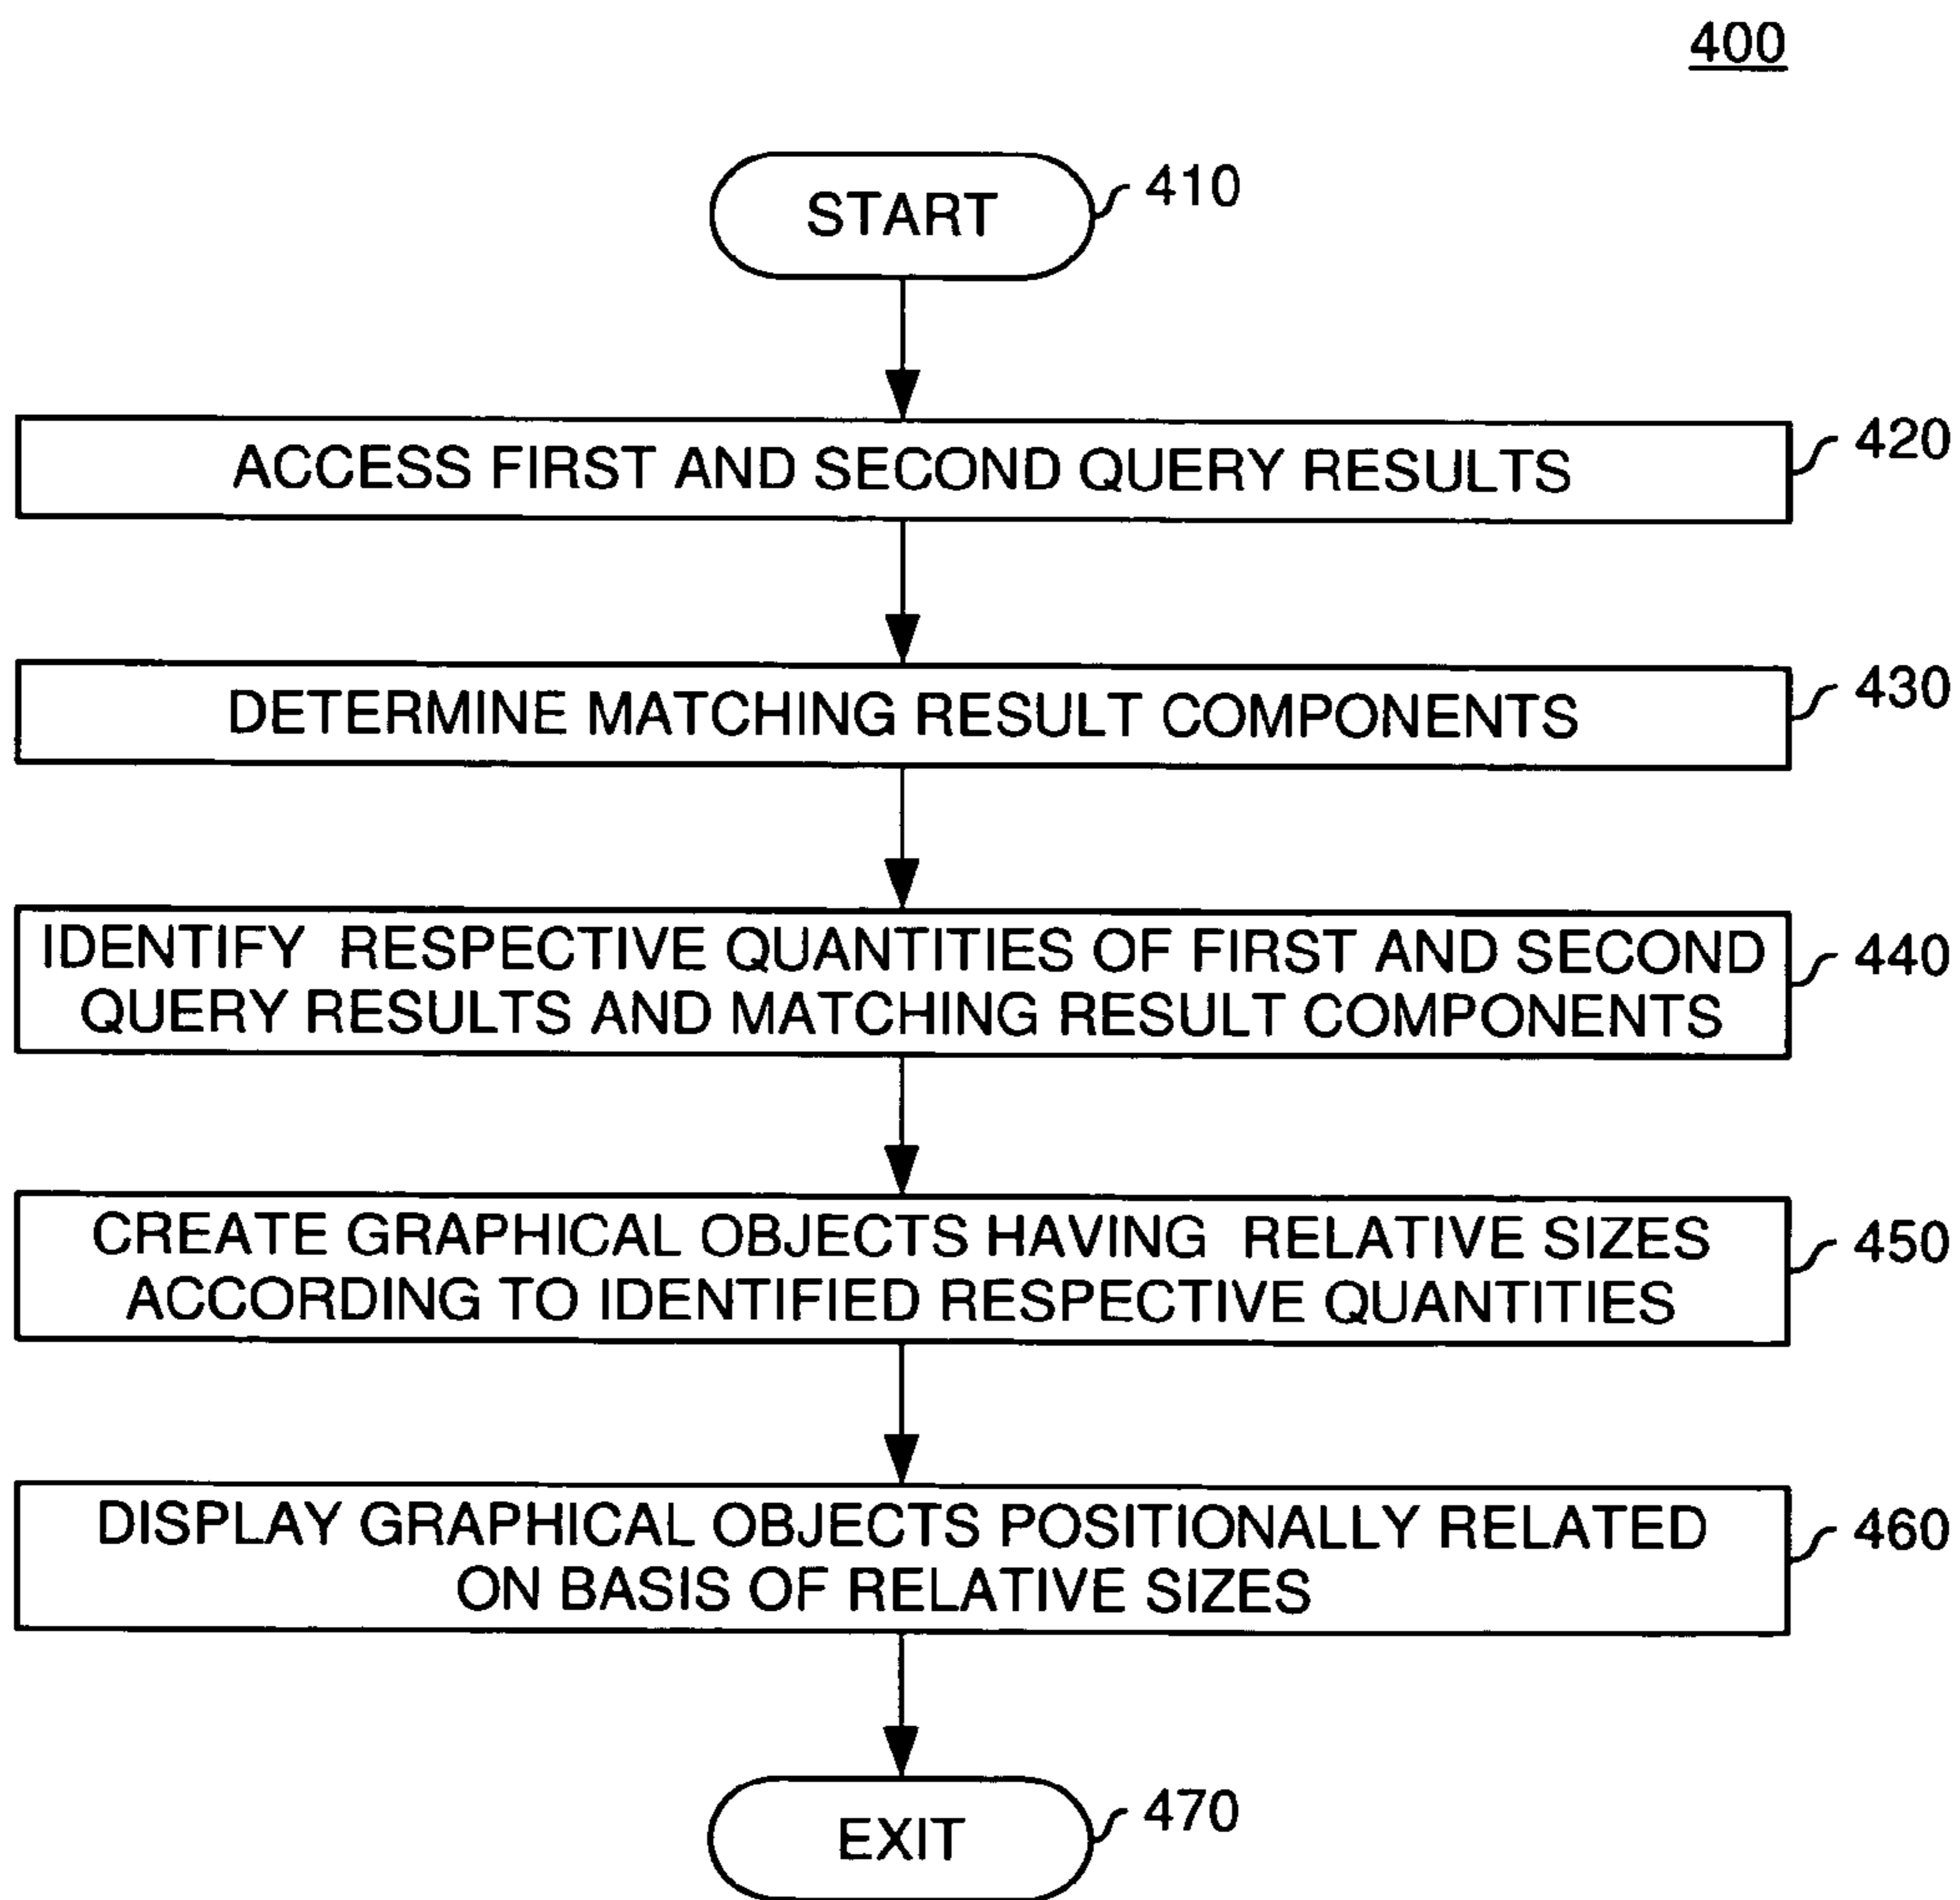 400
START
410
ACCESS FIRST AND SECOND QUERY RESULTS
420
DETERMINE MATCHING RESULT COMPONENTS
430
IDENTIFY RESPECTIVE QUANTITIES OF FIRST AND SECOND
QUERY RESULTS AND MATCHING RESULT COMPONENTS
440
CREATE GRAPHICAL OBJECTS HAVING RELATIVE SIZES
ACCORDING TO IDENTIFIED RESPECTIVE QUANTITIES
450
DISPLAY GRAPHICAL OBJECTS POSITIONALLY RELATED
ON BASIS OF RELATIVE SIZES
460
EXIT
470